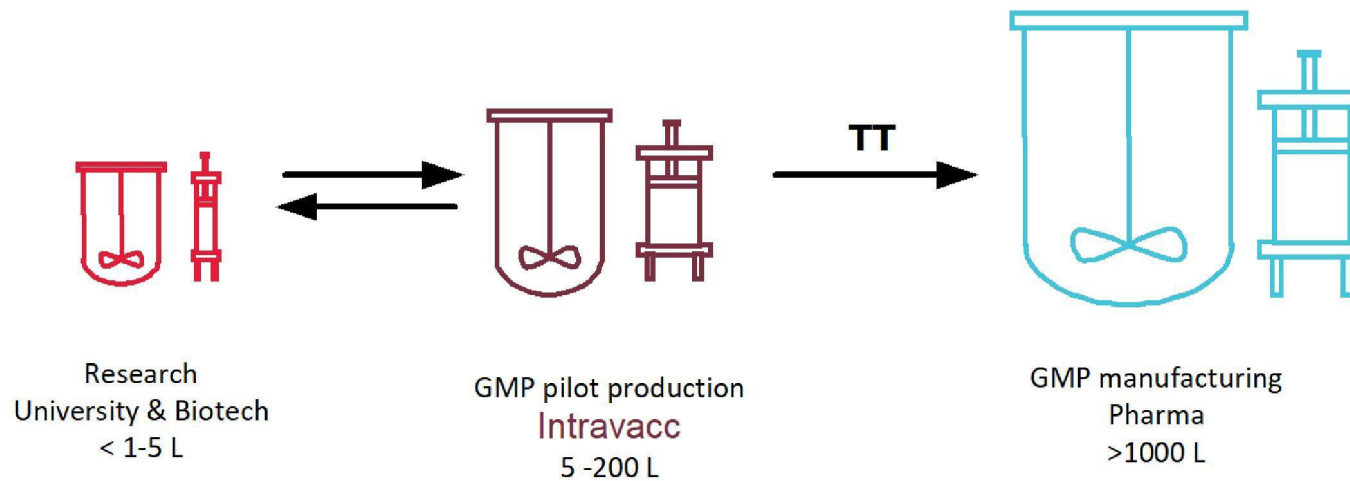 TT
Research
University & Biotech
< 1-5 L
GMP pilot production
Intravacc
5 -200 L
GMP manufacturing
Pharma
>1000 L